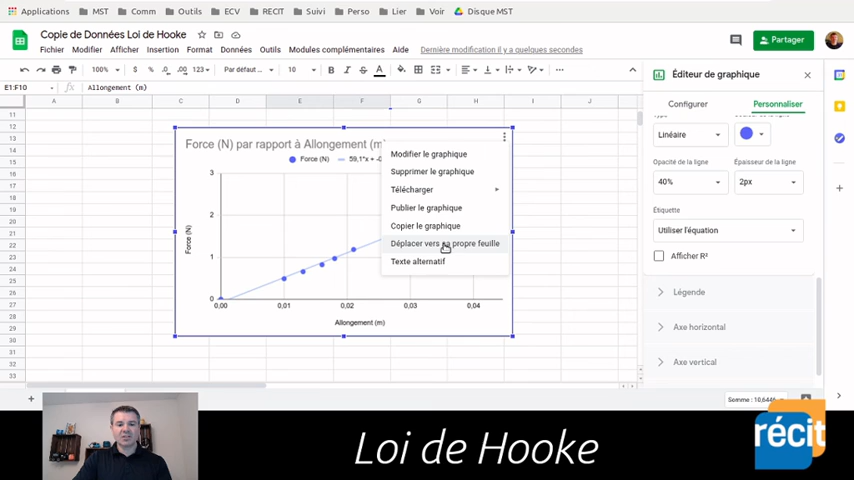 Applications MST Comm Outils ECV RECIT Suivi Perso Lier Voir Disque MST
Copie de Données Loi de Hooke
Fichier Modifier Afficher Insertion Format Données Outils Modules complémentaires Aide Dernière modification il y a quelques secondes
Partager
100% $ % .0 .00 123 Par défaut ... 10 B I S A
E1:F10 fx Allongement (m)
A B C D E F G H I J
11
12
13
14
15
16
17
18
19
20
21
22
23
24
25
26
27
28
29
30
31
32
33
Force (N) par rapport à Allongement (m
Force (N) 59,1*x + -0
Force (N)
3
2
1
0
0,00 0,01 0,02 0,03 0,04
Allongement (m)
Modifier le graphique
Supprimer le graphique
Télécharger
Publier le graphique
Copier le graphique
Déplacer vers sa propre feuille
Texte alternatif
Éditeur de graphique
Configurer Personnaliser
Linéaire
Opacité de la ligne Épaisseur de la ligne
40% 2px
Étiquette
Utiliser l'équation
Afficher R²
Légende
Axe horizontal
Axe vertical
Somme : 10,6446
Loi de Hooke
récit